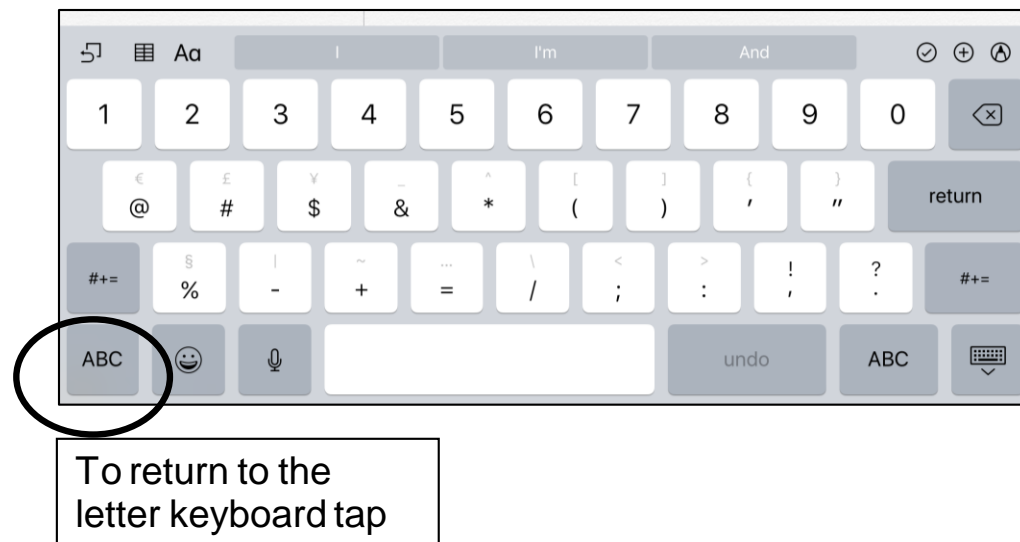 Aa I I'm And
1 2 3 4 5 6 7 8 9 0
€ £ ¥ _ ^ [ ] { }
@ # $ & * ( ) ' " return
§ | ~ … \ < > ! ?
#+= % - + = / ; : , . #+=
ABC undo ABC
To return to the
letter keyboard tap